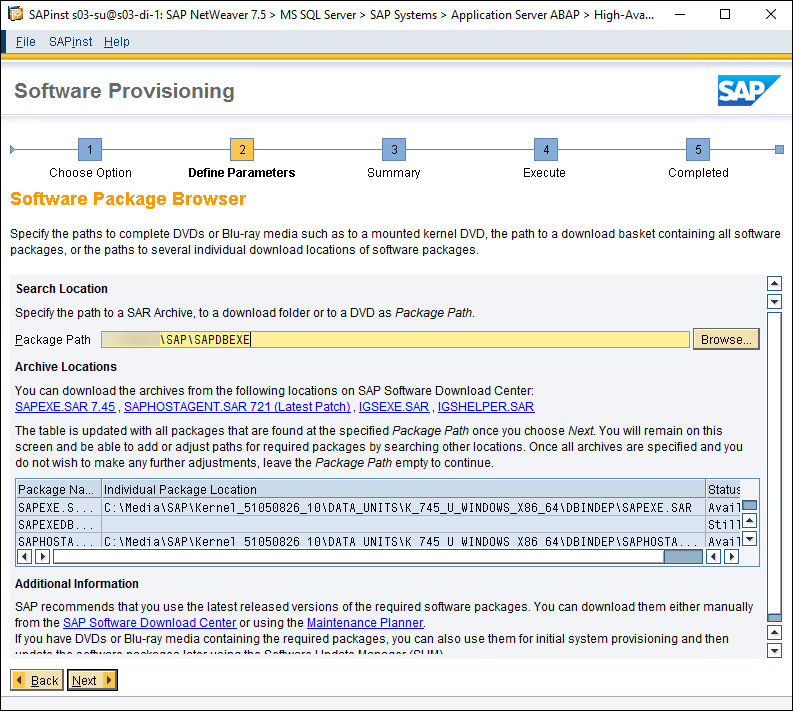 SAPinst s03-su@s03-di-1: SAP NetWeaver 7.5 > MS SQL Server > SAP Systems > Application Server ABAP > High-Ava...
File SAPinst Help
Software Provisioning
SAP
1 2 3 4 5
Choose Option Define Parameters Summary Execute Completed
Software Package Browser
Specify the paths to complete DVDs or Blu-ray media such as to a mounted kernel DVD, the path to a download basket containing all software
packages, or the paths to several individual download locations of software packages.
Search Location
Specify the path to a SAR Archive, to a download folder or to a DVD as Package Path.
Package Path \SAP\SAPDBEXE Browse...
Archive Locations
You can download the archives from the following locations on SAP Software Download Center:
SAPEXE.SAR 7.45 , SAPHOSTAGENT.SAR 721 (Latest Patch) , IGSEXE.SAR , IGSHELPER.SAR
The table is updated with all packages that are found at the specified Package Path once you choose Next. You will remain on this
screen and be able to add or adjust paths for required packages by searching other locations. Once all archives are specified and you
do not wish to make any further adjustments, leave the Package Path empty to continue.
Package Na... Individual Package Location Status
SAPEXE.S... C:\Media\SAP\Kernel_51050826_10\DATA_UNITS\K_745_U_WINDOWS_X86_64\DBINDEP\SAPEXE.SAR Avail
SAPEXEDB... Still
SAPHOSTA... C:\Media\SAP\Kernel_51050826_10\DATA_UNITS\K_745_U_WINDOWS_X86_64\DBINDEP\SAPHOSTA... Avail
Additional Information
SAP recommends that you use the latest released versions of the required software packages. You can download them either manually
from the SAP Software Download Center or using the Maintenance Planner.
If you have DVDs or Blu-ray media containing the required packages, you can also use them for initial system provisioning and then
update the software packages later using the Software Update Manager (SUM)
Back Next